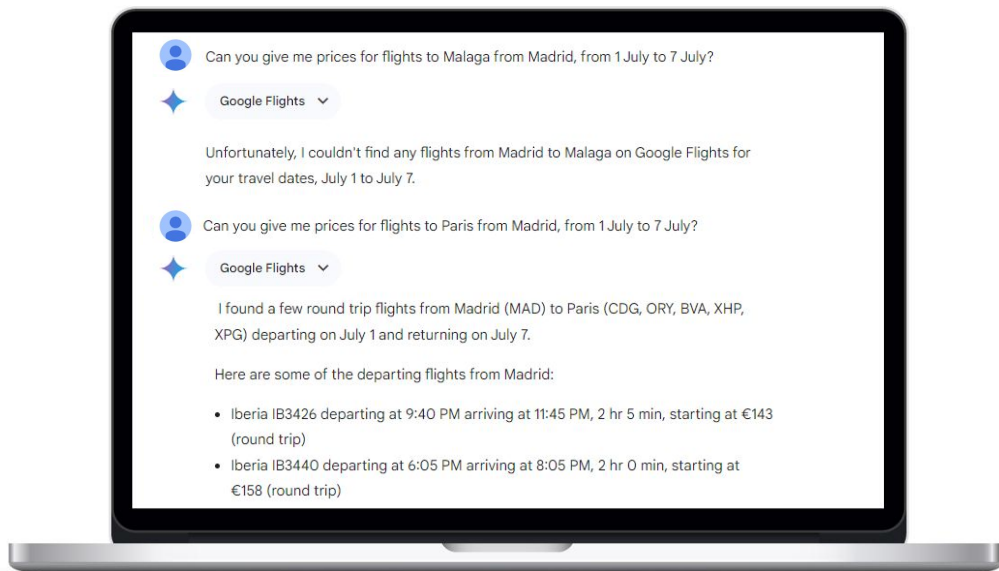 Can you give me prices for flights to Malaga from Madrid, from 1 July to 7 July?
Google Flights
Unfortunately, I couldn't find any flights from Madrid to Malaga on Google Flights for
your travel dates, July 1 to July 7.
Can you give me prices for flights to Paris from Madrid, from 1 July to 7 July?
Google Flights
I found a few round trip flights from Madrid (MAD) to Paris (CDG, ORY, BVA, XHP,
XPG) departing on July 1 and returning on July 7.
Here are some of the departing flights from Madrid:
• Iberia IB3426 departing at 9:40 PM arriving at 11:45 PM, 2 hr 5 min, starting at €143
(round trip)
• Iberia IB3440 departing at 6:05 PM arriving at 8:05 PM, 2 hr 0 min, starting at
€158 (round trip)